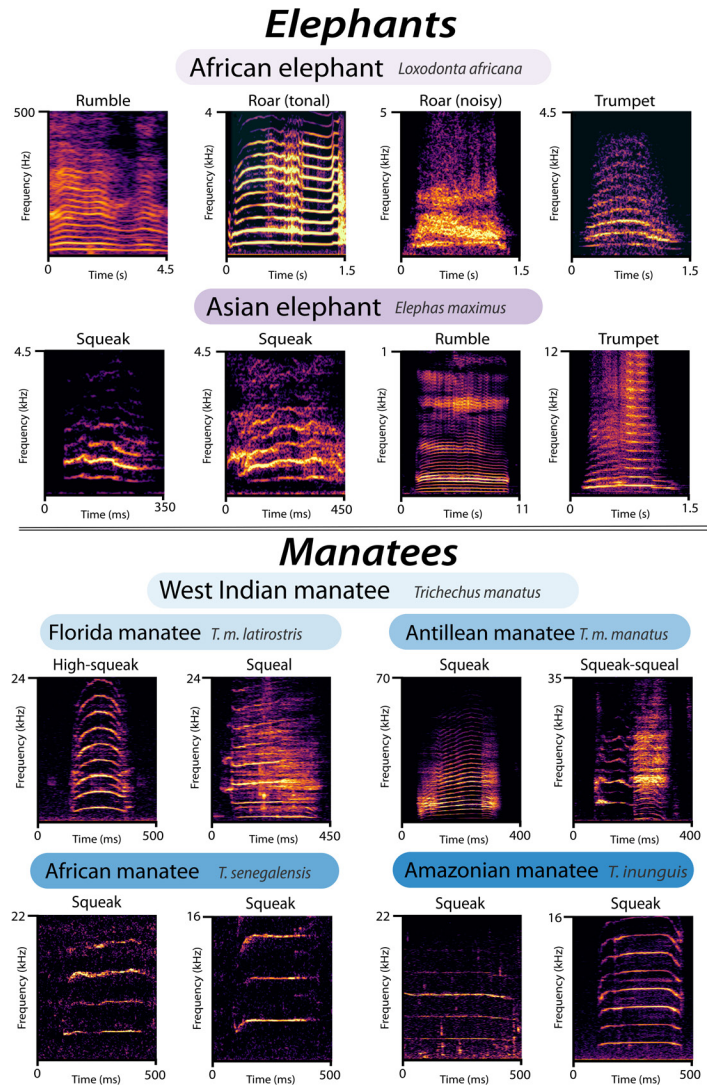 Elephants
African elephant Loxodonta africana
Rumble
Roar (tonal)
Roar (noisy)
Trumpet
500
4
5
4.5
Frequency (Hz)
Frequency (kHz)
Frequency (kHz)
Frequency (kHz)
0 Time (s) 4.5
0 Time (s) 1.5
0 Time (s) 1.5
0 Time (s) 1.5
Asian elephant Elephas maximus
Squeak
Squeak
Rumble
Trumpet
4.5
4.5
1
12
Frequency (kHz)
Frequency (kHz)
Frequency (kHz)
Frequency (kHz)
0 Time (ms) 350
0 Time (ms) 450
0 Time (s) 11
0 Time (s) 1.5
Manatees
West Indian manatee Trichechus manatus
Florida manatee T. m. latirostris
Antillean manatee T. m. manatus
High-squeak
Squeal
Squeak
Squeak-squeal
24
24
70
35
Frequency (kHz)
Frequency (kHz)
Frequency (kHz)
Frequency (kHz)
0 Time (ms) 500
0 Time (ms) 450
0 Time (ms) 400
0 Time (ms) 400
African manatee T. senegalensis
Amazonian manatee T. inunguis
Squeak
Squeak
Squeak
Squeak
22
16
22
16
Frequency (kHz)
Frequency (kHz)
Frequency (kHz)
Frequency (kHz)
0 Time (ms) 500
0 Time (ms) 500
0 Time (ms) 500
0 Time (ms) 500